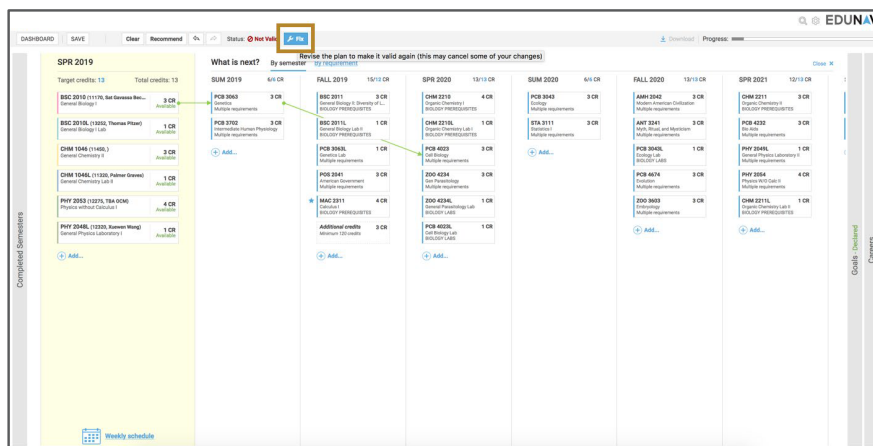 EDUNAV
DASHBOARD
SAVE
Clear
Recommend
Status: Not Valid
Fix
Download
Progress:
Revise the plan to make it valid again (this may cancel some of your changes)
Completed Semesters
SPR 2019
Target credits: 13
Total credits: 13
BSC 2010 (11170, Sat Gavassa Bec...
3 CR
General Biology I
Available
BSC 2010L (13252, Thomas Pitzer)
1 CR
General Biology I Lab
Available
CHM 1046 (11450, )
3 CR
General Chemistry II
Available
CHM 1046L (11320, Palmer Graves)
1 CR
General Chemistry Lab II
Available
PHY 2053 (12275, TBA OCM)
4 CR
Physics without Calculus I
Available
PHY 2048L (12320, Xuewen Wang)
1 CR
General Physics Laboratory I
Available
Add...
Weekly schedule
What is next?
By semester
By requirement
Close X
SUM 2019
6/6 CR
PCB 3063
3 CR
Genetics
Multiple requirements
PCB 3702
3 CR
Intermediate Human Physiology
Multiple requirements
Add...
FALL 2019
15/13 CR
BSC 2011
3 CR
General Biology II: Diversity of L...
BIOLOGY PREREQUISITES
BSC 2011L
1 CR
General Biology Lab II
BIOLOGY PREREQUISITES
PCB 3063L
1 CR
Genetics Lab
Multiple requirements
POS 2041
3 CR
American Government
Multiple requirements
MAC 2311
4 CR
Calculus I
BIOLOGY PREREQUISITES
Additional credits
3 CR
Minimum 120 credits
Add...
SPR 2020
13/13 CR
CHM 2210
4 CR
Organic Chemistry I
BIOLOGY PREREQUISITES
CHM 2210L
1 CR
Organic Chemistry Lab I
BIOLOGY PREREQUISITES
PCB 4023
3 CR
Cell Biology
Multiple requirements
ZOO 4234
3 CR
Gen Parasitology
Multiple requirements
ZOO 4234L
1 CR
General Parasitology Lab
BIOLOGY LABS
PCB 4023L
1 CR
Cell Biology Lab
BIOLOGY LABS
Add...
SUM 2020
6/6 CR
PCB 3043
3 CR
Ecology
Multiple requirements
STA 3111
3 CR
Statistics I
Multiple requirements
Add...
FALL 2020
13/13 CR
AMH 2042
3 CR
Modern American Civilization
Multiple requirements
ANT 3241
3 CR
Myth, Ritual, and Mysticism
Multiple requirements
PCB 3043L
1 CR
Ecology Lab
BIOLOGY LABS
PCB 4674
3 CR
Evolution
Multiple requirements
ZOO 3603
3 CR
Embryology
Multiple requirements
Add...
SPR 2021
12/13 CR
CHM 2211
3 CR
Organic Chemistry II
BIOLOGY PREREQUISITES
PCB 4232
3 CR
Multiple requirements
PHY 2049L
1 CR
General Physics Laboratory II
Multiple requirements
PHY 2054
4 CR
Physics W/O Calc II
Multiple requirements
CHM 2211L
1 CR
Organic Chemistry Lab II
BIOLOGY PREREQUISITES
Add...
Goals - Declared
Careers